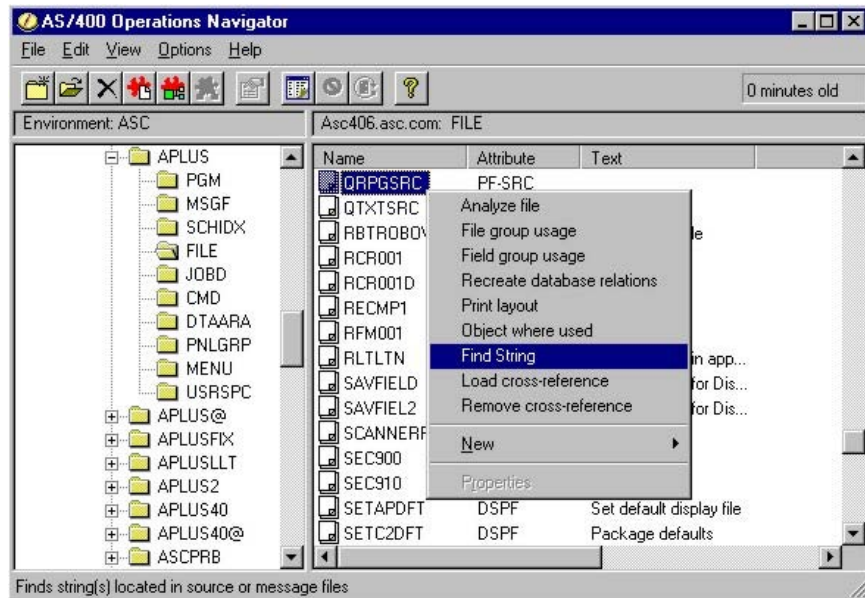 AS/400 Operations Navigator
File Edit View Options Help
0 minutes old
Environment: ASC
Asc406.asc.com: FILE
APLUS
PGM
MSGF
SCHIDX
FILE
JOBD
CMD
DTAARA
PNLGRP
MENU
USRSPC
APLUS@
APLUSFIX
APLUSLLT
APLUS2
APLUS40
APLUS40@
ASCPRB
Name Attribute Text
QRPGSRC PF-SRC
QTXTSRC
RBTROBOV
RCR001
RCR001D
RECMP1
RFM001
RLTLTN in app...
SAVFIELD for Dis...
SAVFIEL2 for Dis...
SEC900
SEC910
SETAPDFT DSPF Set default display file
SETC2DFT DSPF Package defaults
Analyze file
File group usage
Field group usage
Recreate database relations
Print layout
Object where used
Find String
Load cross-reference
Remove cross-reference
New
Properties
Finds string(s) located in source or message files